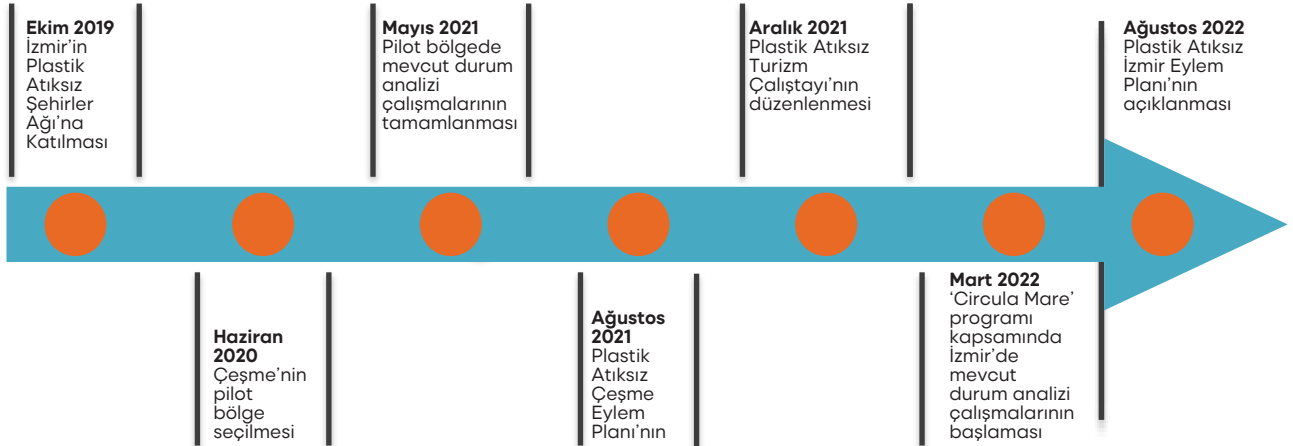 Ekim 2019
İzmir'in
Plastik
Atıksız
Şehirler
Ağı'na
Katılması
Haziran
2020
Çeşme'nin
pilot
bölge
seçilmesi
Mayıs 2021
Pilot bölgede
mevcut durum
analizi
çalışmalarının
tamamlanması
Ağustos
2021
Plastik
Atıksız
Çeşme
Eylem
Planı'nın
Aralık 2021
Plastik Atıksız
Turizm
Çalıştayı'nın
düzenlenmesi
Mart 2022
'Circula Mare'
programı
kapsamında
İzmir'de
mevcut
durum analizi
çalışmalarının
başlaması
Ağustos 2022
Plastik Atıksız
İzmir Eylem
Planı'nın
açıklanması